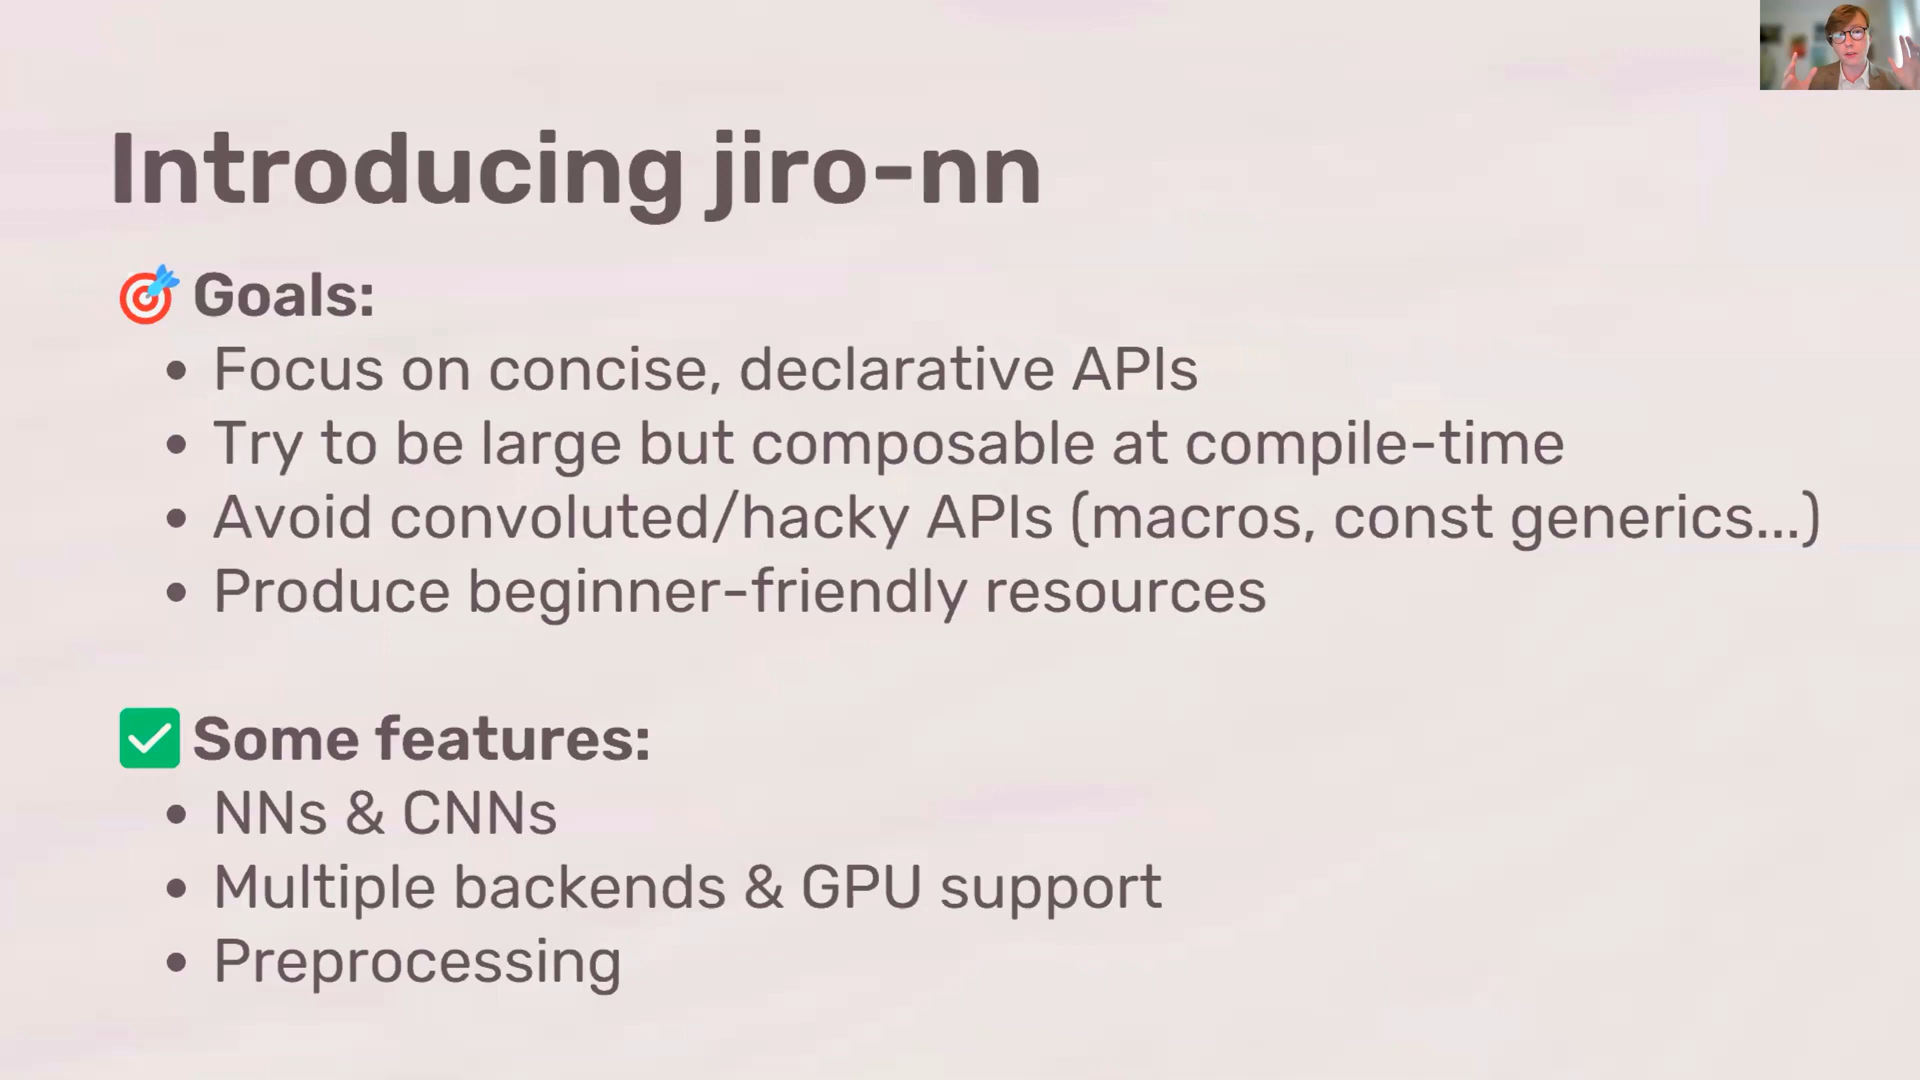 Introducing jiro-nn
🎯 Goals:
• Focus on concise, declarative APIs
• Try to be large but composable at compile-time
• Avoid convoluted/hacky APIs (macros, const generics...)
• Produce beginner-friendly resources
✅ Some features:
• NNs & CNNs
• Multiple backends & GPU support
• Preprocessing